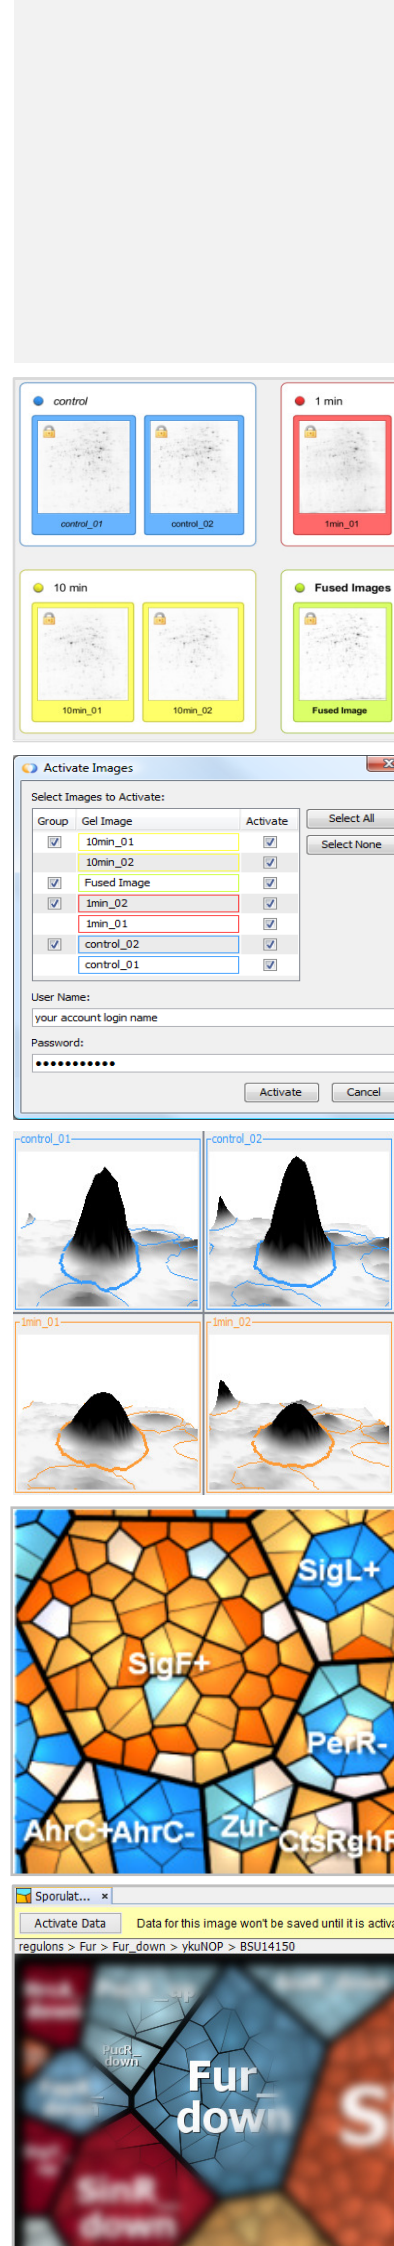 control
1 min
control_01
control_02
1min_01
10 min
Fused Images
10min_01
10min_02
Fused Image
Activate Images
Select Images to Activate:
Group
Gel Image
Activate
Select All
10min_01
Select None
10min_02
Fused Image
1min_02
1min_01
control_02
control_01
User Name:
your account login name
Password:
Activate
Cancel
control_01
control_02
1min_01
1min_02
SigL+
SigF+
PerR-
AhrC+
AhrC-
Zur-
CtsR
Sporulat...
Activate Data
Data for this image won't be saved until it is
regulons > Fur > Fur_down > ykuNOP > BSU14150
PucR_
down
Fur_
down
SinR_
down